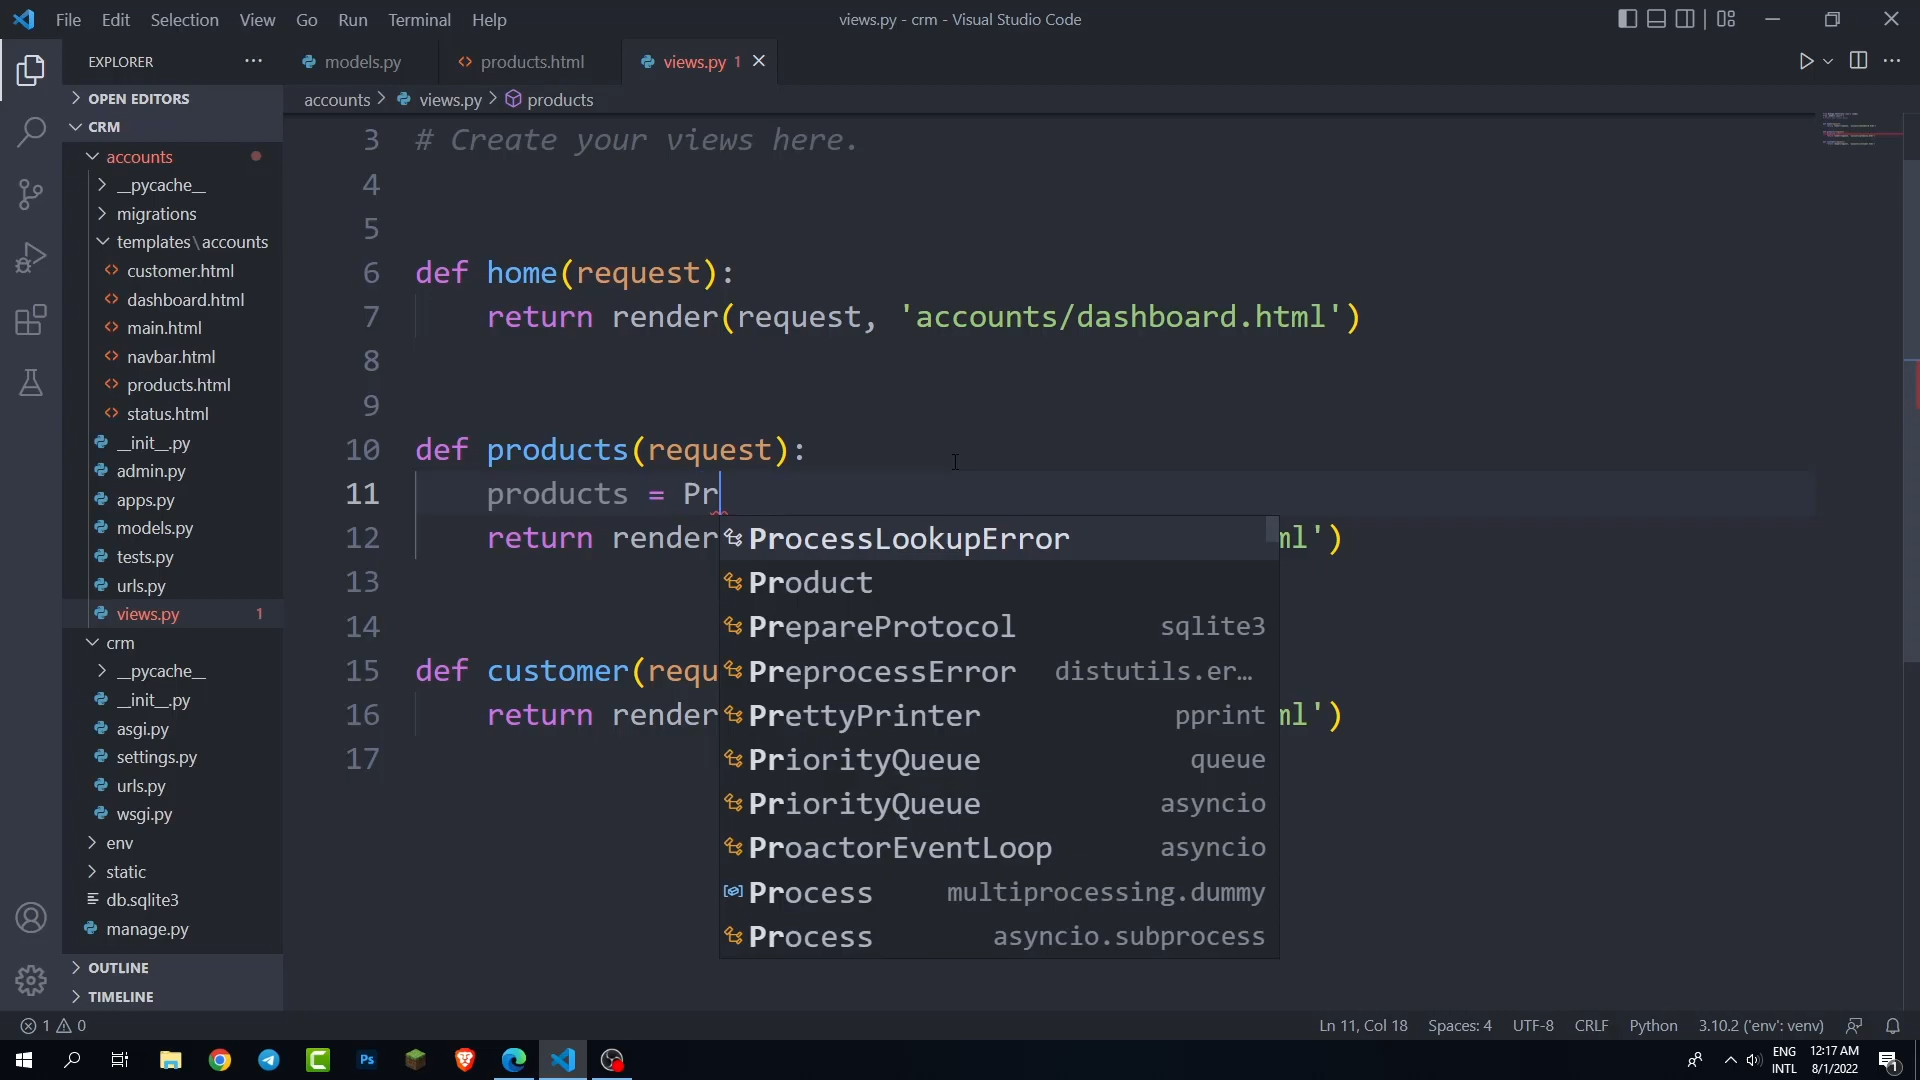 File Edit Selection View Go Run Terminal Help
views.py - crm - Visual Studio Code
EXPLORER
models.py
products.html
views.py 1
OPEN EDITORS
accounts > views.py > products
CRM
accounts
__pycache__
migrations
templates\accounts
customer.html
dashboard.html
main.html
navbar.html
products.html
status.html
__init__.py
admin.py
apps.py
models.py
tests.py
urls.py
views.py 1
crm
__pycache__
__init__.py
asgi.py
settings.py
urls.py
wsgi.py
env
static
db.sqlite3
manage.py
OUTLINE
TIMELINE
3 # Create your views here.
4
5
6 def home(request):
7 return render(request, 'accounts/dashboard.html')
8
9
10 def products(request):
11 products = Pr
12 return render ml')
13
14
15 def customer(requ
16 return render ml')
17
ProcessLookupError
Product
PrepareProtocol sqlite3
PreprocessError distutils.er...
PrettyPrinter pprint
PriorityQueue queue
PriorityQueue asyncio
ProactorEventLoop asyncio
Process multiprocessing.dummy
Process asyncio.subprocess
1 0
Ln 11, Col 18 Spaces: 4 UTF-8 CRLF Python 3.10.2 ('env': venv)
Ps
ENG
INTL
12:17 AM
8/1/2022
1